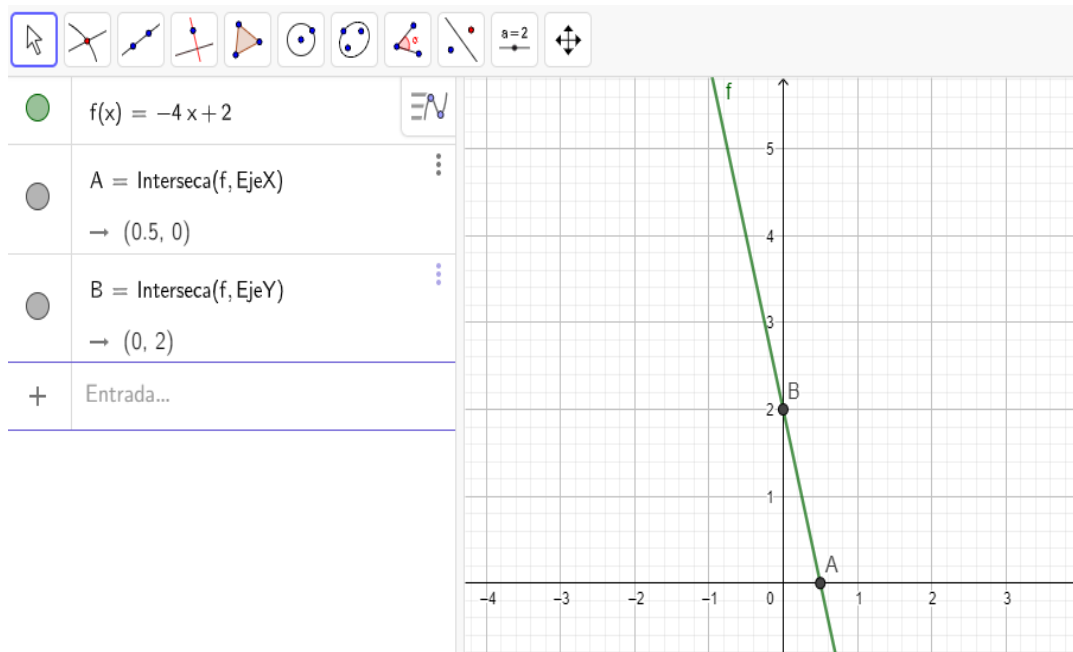 a = 2
f(x) = −4 x + 2
A = Interseca(f, EjeX)
→ (0.5, 0)
B = Interseca(f, EjeY)
→ (0, 2)
+ Entrada...
f
5
4
3
B
2
1
A
−4 −3 −2 −1 0 1 2 3